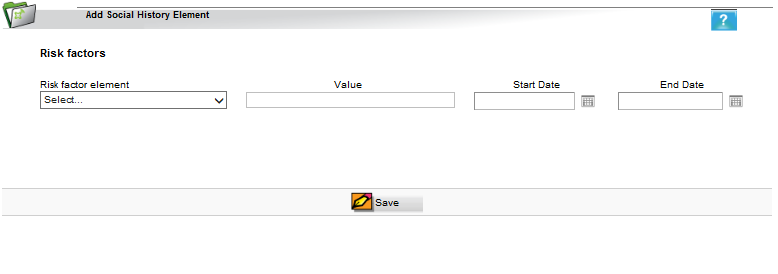 Add Social History Element
?
Risk factors
Risk factor element Value Start Date End Date
Select...
Save